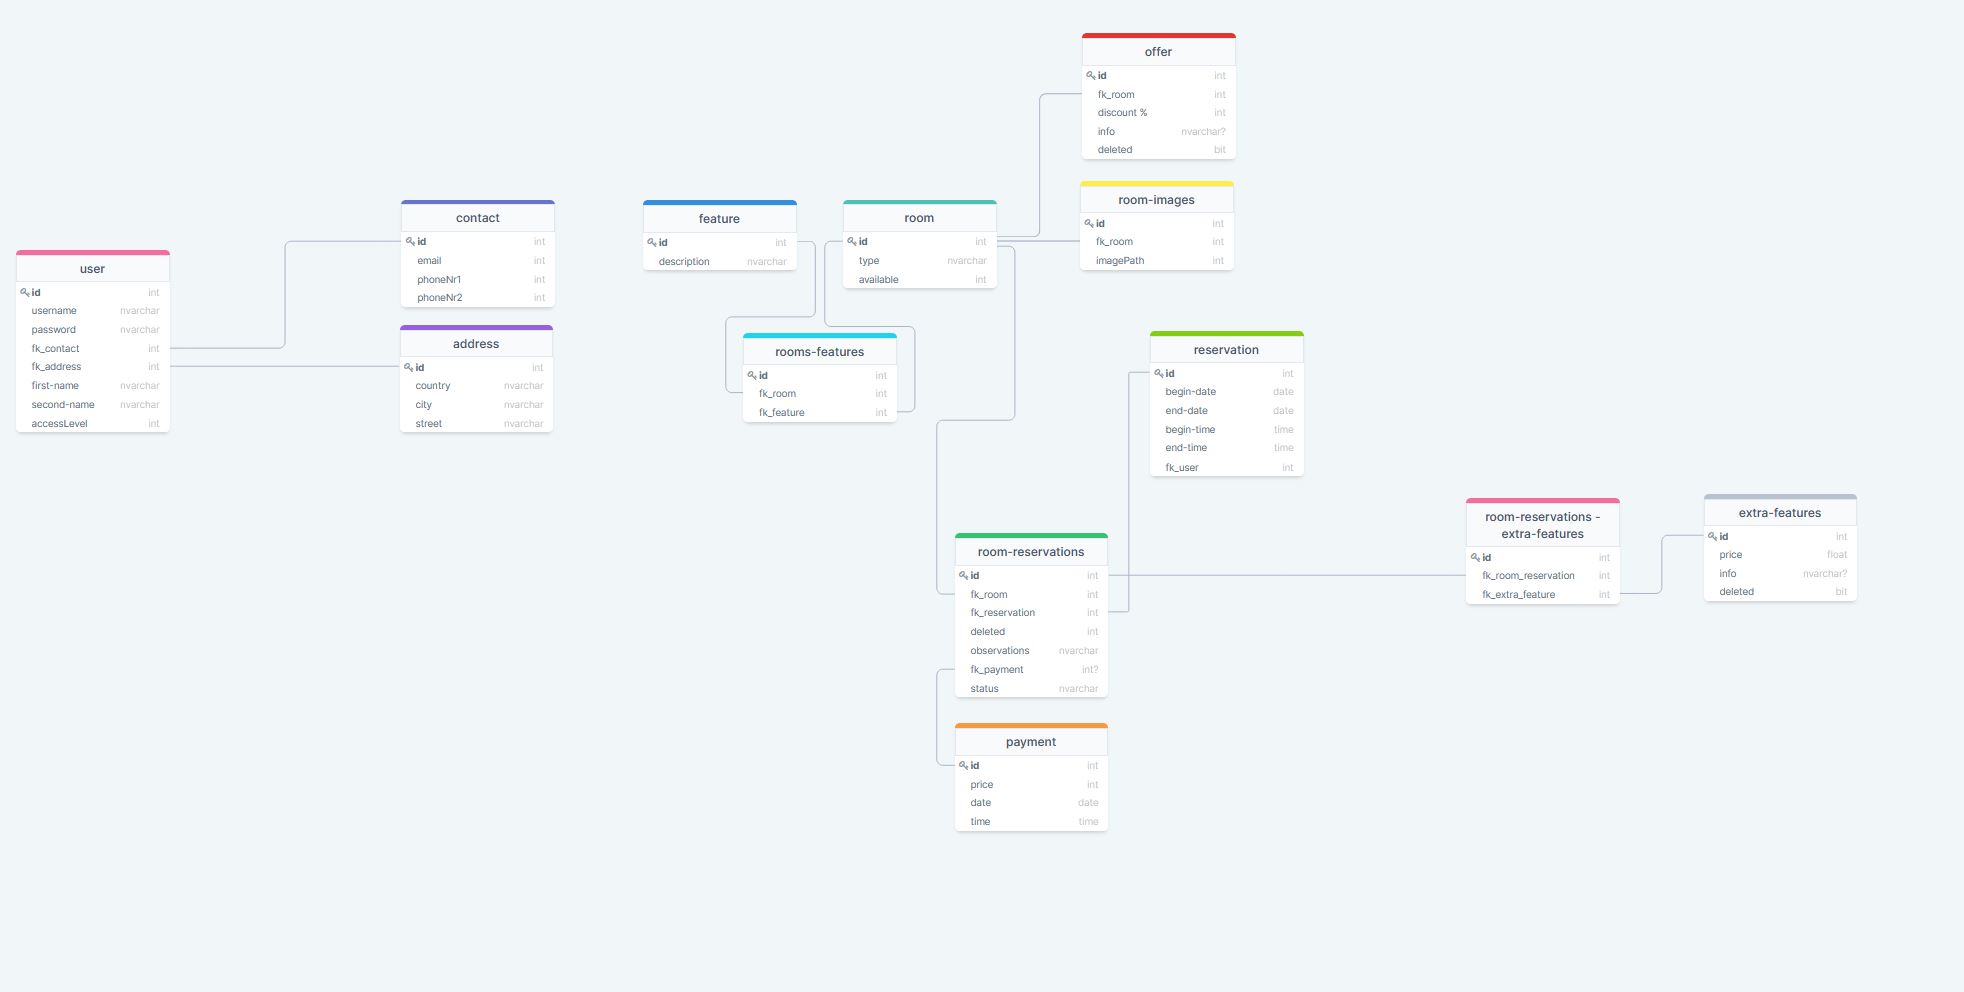 offer
id int
fk_room int
discount % int
info nvarchar?
deleted bit
room-images
id int
fk_room int
imagePath int
contact
id int
email int
phoneNr1 int
phoneNr2 int
feature
id int
description nvarchar
room
id int
type nvarchar
available int
user
id int
username nvarchar
password nvarchar
fk_contact int
fk_address int
first-name nvarchar
second-name nvarchar
accessLevel int
address
id int
country nvarchar
city nvarchar
street nvarchar
rooms-features
id int
fk_room int
fk_feature int
reservation
id int
begin-date date
end-date date
begin-time time
end-time time
fk_user int
room-reservations
id int
fk_room int
fk_reservation int
deleted int
observations nvarchar
fk_payment int?
status nvarchar
room-reservations -
extra-features
id int
fk_room_reservation int
fk_extra_feature int
extra-features
id int
price float
info nvarchar?
deleted bit
payment
id int
price int
date date
time time